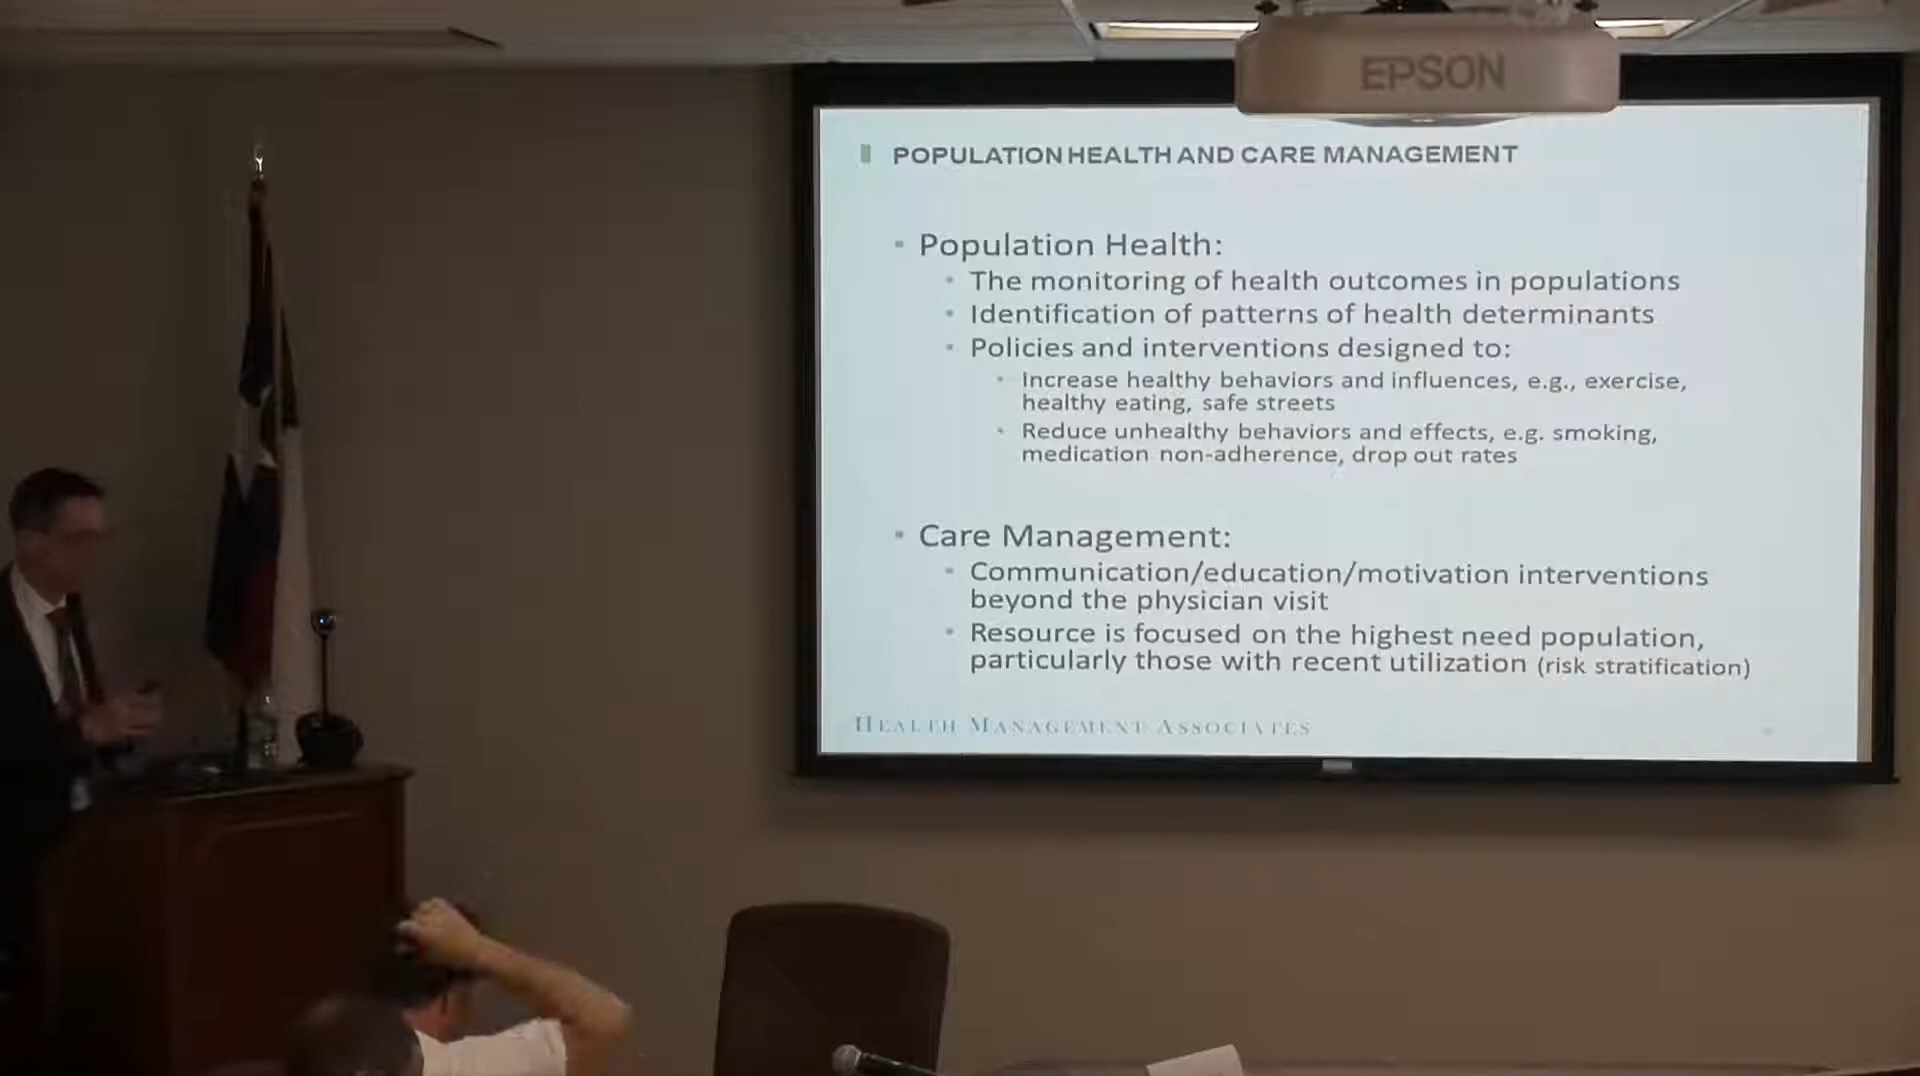 EPSON
POPULATION HEALTH AND CARE MANAGEMENT
Population Health:
The monitoring of health outcomes in populations
Identification of patterns of health determinants
Policies and interventions designed to:
Increase healthy behaviors and influences, e.g., exercise,
healthy eating, safe streets
Reduce unhealthy behaviors and effects, e.g. smoking,
medication non-adherence, drop out rates
Care Management:
Communication/education/motivation interventions
beyond the physician visit
Resource is focused on the highest need population,
particularly those with recent utilization (risk stratification)
HEALTH MANAGEMENT ASSOCIATES